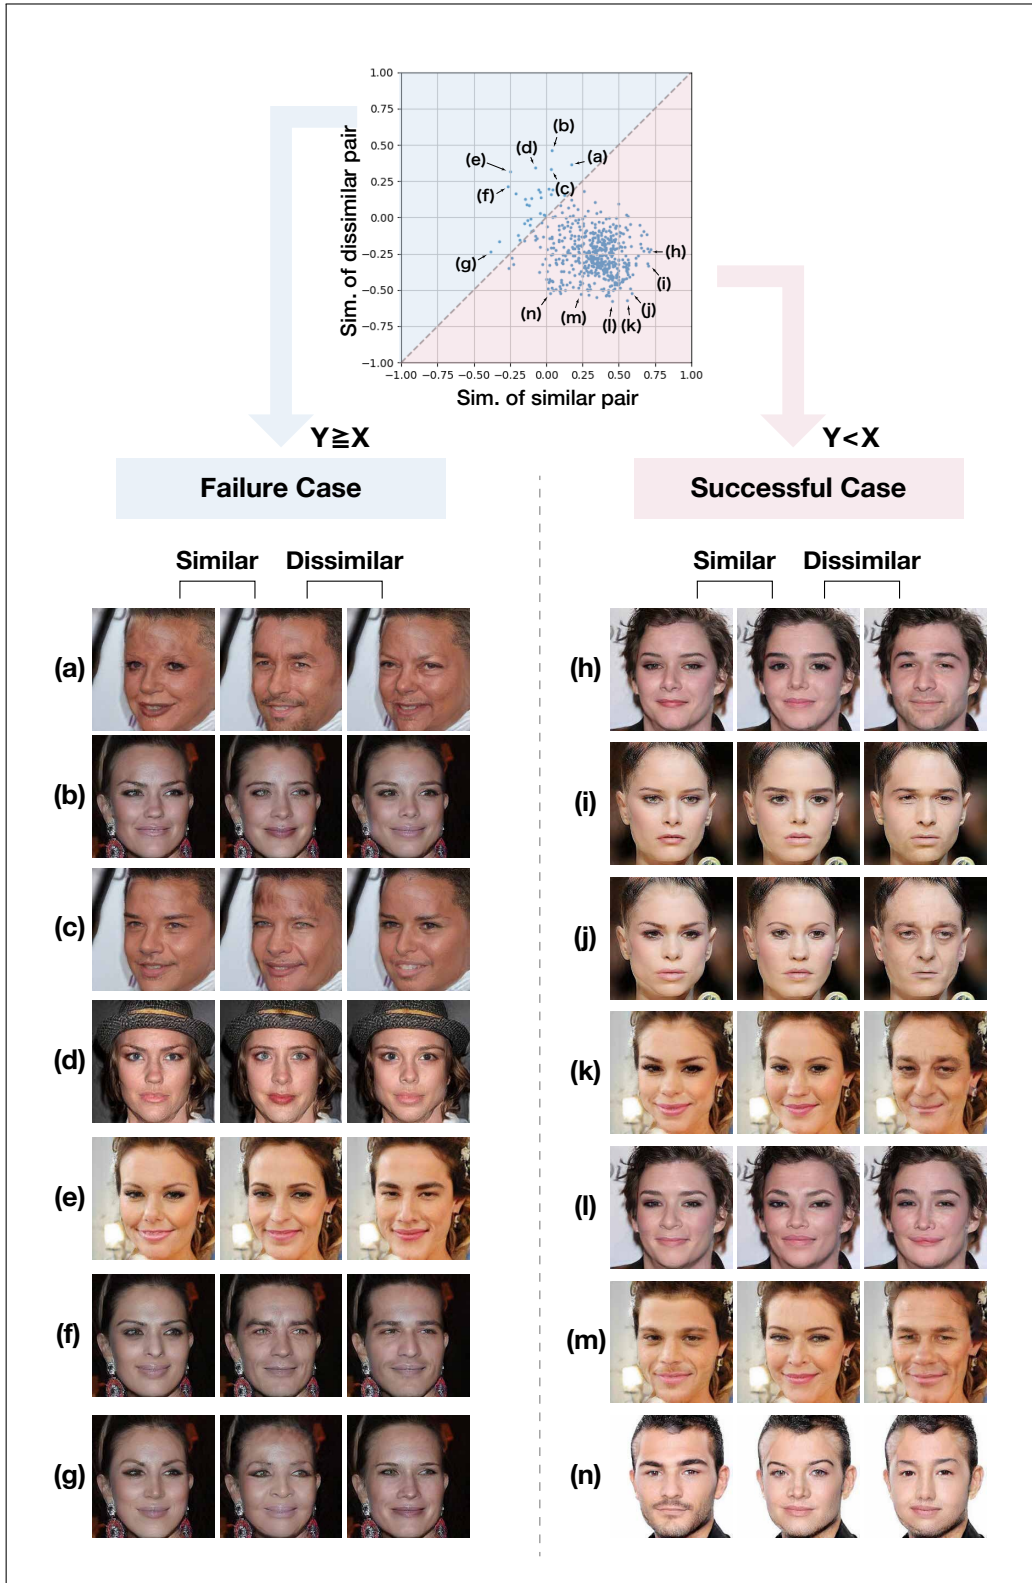 1.00
0.75
0.50
0.25
0.00
−0.25
−0.50
−0.75
−1.00
Sim. of dissimilar pair
(b)
(d)
(a)
(e)
(c)
(f)
(g)
(h)
(i)
(n)
(m)
(l)
(k)
(j)
−1.00 −0.75 −0.50 −0.25 0.00 0.25 0.50 0.75 1.00
Sim. of similar pair
Y≧X
Y<X
Failure Case
Successful Case
Similar Dissimilar
Similar Dissimilar
(a)
(b)
(c)
(d)
(e)
(f)
(g)
(h)
(i)
(j)
(k)
(l)
(m)
(n)